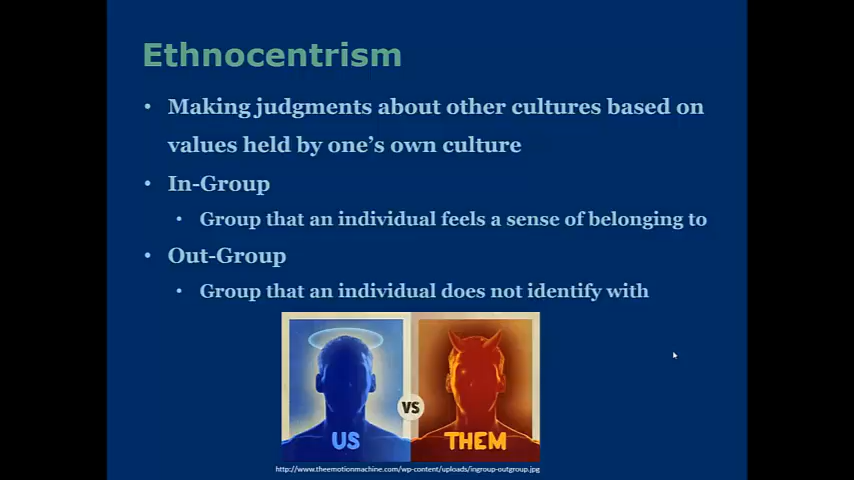 Ethnocentrism
• Making judgments about other cultures based on
values held by one’s own culture
• In-Group
• Group that an individual feels a sense of belonging to
• Out-Group
• Group that an individual does not identify with
US
VS
THEM
http://www.theemotionmachine.com/wp-content/uploads/ingroup-outgroup.jpg